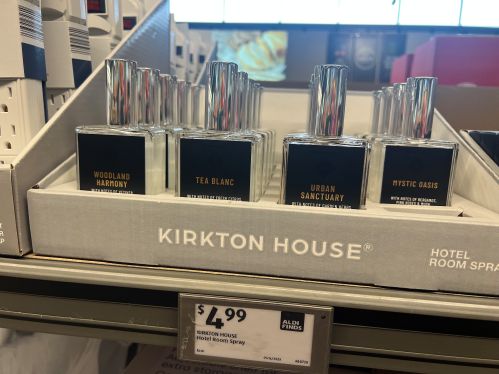 WOODLAND
HARMONY
TEA BLANC
URBAN
SANCTUARY
MYSTIC OASIS
WITH NOTES OF BERGAMOT,
KIRKTON HOUSE®
HOTEL
ROOM SPRA
$4.99
KIRKTON HOUSE
Hotel Room Spray
ALDI
FINDS